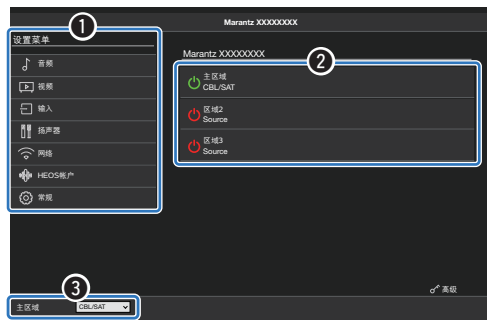 Marantz XXXXXXXX
1
设置菜单
音频
视频
输入
扬声器
网络
HEOS帐户
常规
Marantz XXXXXXXX
2
主区域
CBL/SAT
区域2
Source
区域3
Source
高级
3
主区域 CBL/SAT